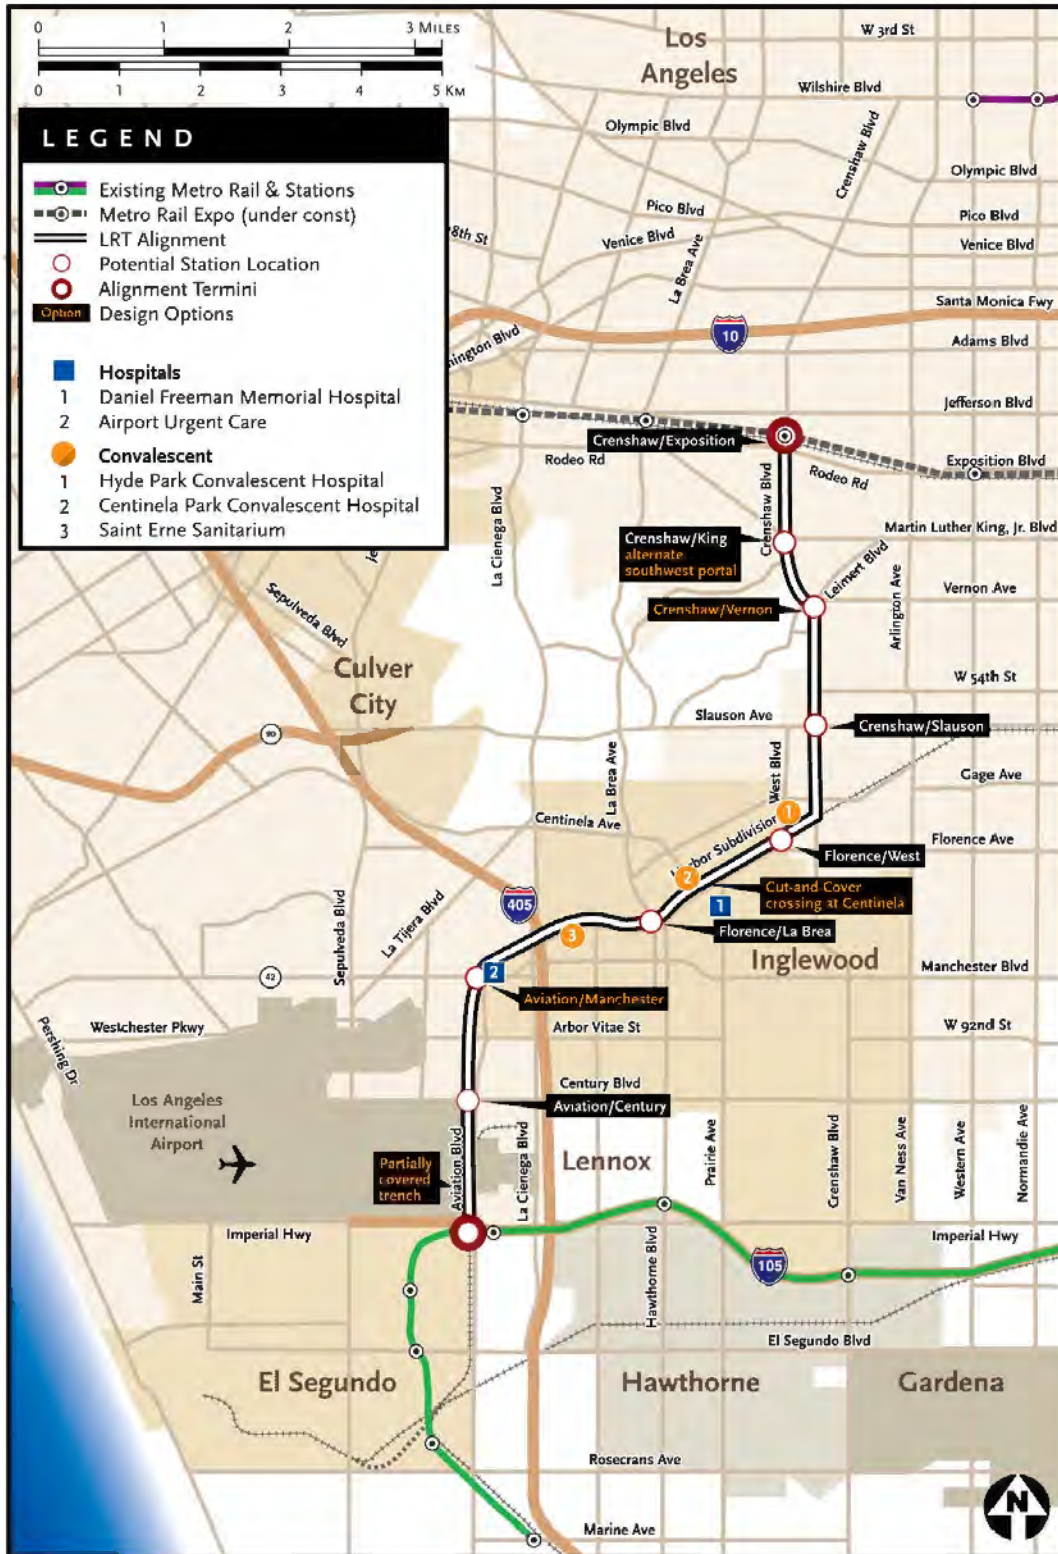 0 1 2 3 MILES
0 1 2 3 4 5 KM
LEGEND
Existing Metro Rail & Stations
Metro Rail Expo (under const)
LRT Alignment
Potential Station Location
Alignment Termini
Option Design Options
Hospitals
1 Daniel Freeman Memorial Hospital
2 Airport Urgent Care
Convalescent
1 Hyde Park Convalescent Hospital
2 Centinela Park Convalescent Hospital
3 Saint Erne Sanitarium
Los
Angeles
W 3rd St
Wilshire Blvd
Olympic Blvd
Crenshaw Blvd
Olympic Blvd
Pico Blvd
Pico Blvd
18th St
Venice Blvd
Venice Blvd
La Brea Ave
Santa Monica Fwy
10
Adams Blvd
Jefferson Blvd
Crenshaw/Exposition
Exposition Blvd
Rodeo Rd
Rodeo Rd
La Cienega Blvd
Crenshaw Blvd
Martin Luther King, Jr. Blvd
Crenshaw/King
alternate
southwest portal
Leimert Blvd
Arlington Ave
Vernon Ave
Crenshaw/Vernon
Sepulveda Blvd
Culver
City
W 54th St
Slauson Ave
Crenshaw/Slauson
90
La Brea Ave
West Blvd
Gage Ave
Centinela Ave
1
Harbor Subdivision
Florence Ave
Florence/West
2
Cut-and-Cover
crossing at Centinela
1
405
La Tijera Blvd
Sepulveda Blvd
3
Florence/La Brea
Inglewood
42
2
Manchester Blvd
Aviation/Manchester
Pershing Dr
Westchester Pkwy
Arbor Vitae St
W 92nd St
Century Blvd
Aviation/Century
Los Angeles
International
Airport
Partially
covered
trench
Aviation Blvd
La Cienega Blvd
Lennox
Prairie Ave
Crenshaw Blvd
Van Ness Ave
Western Ave
Normandie Ave
Imperial Hwy
Imperial Hwy
Main St
Hawthorne Blvd
105
El Segundo Blvd
El Segundo
Hawthorne
Gardena
Rosecrans Ave
N
Marine Ave